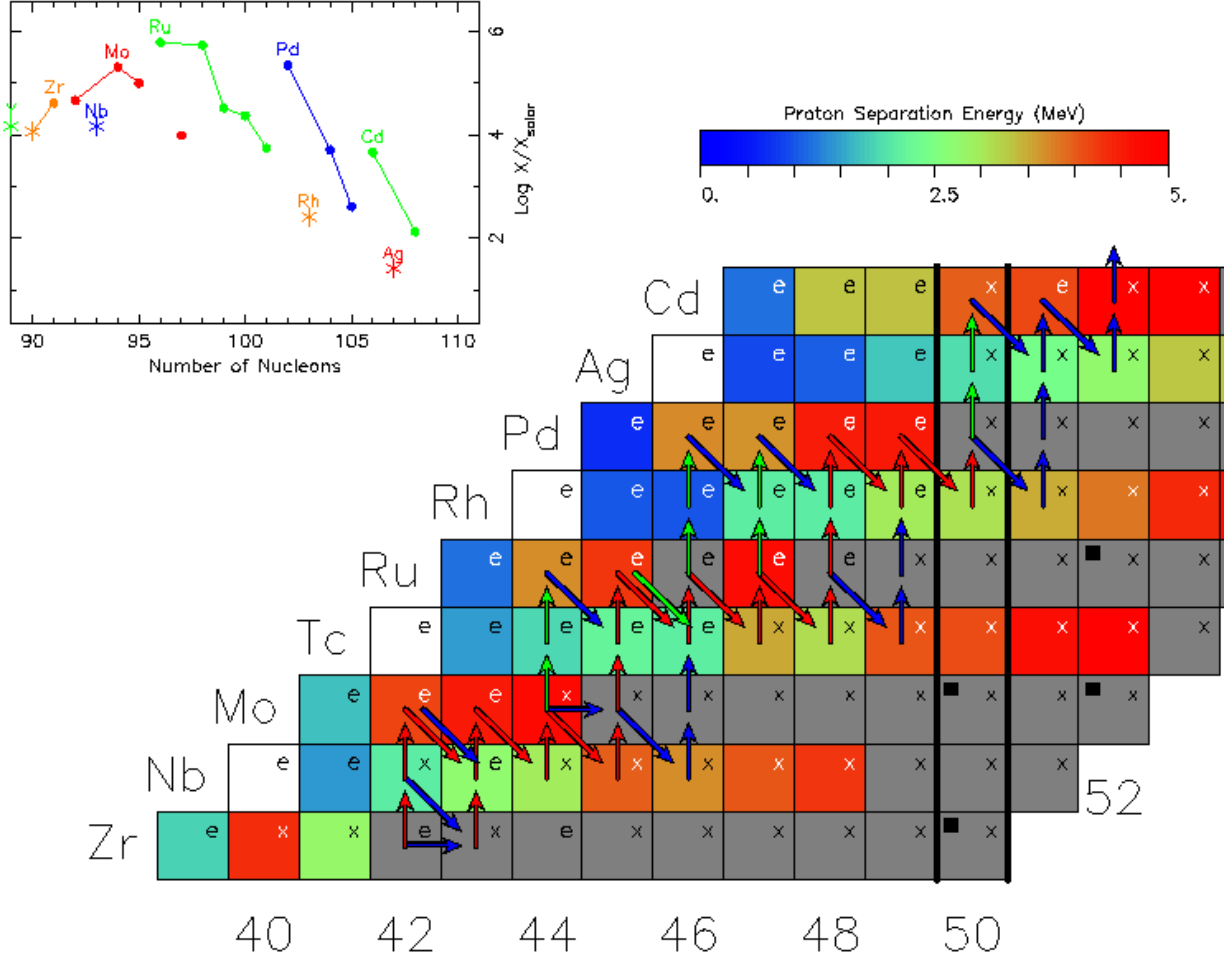 6
Ru
Mo
Pd
Zr
Y
Nb
4
Cd
Log X/X_solar
Rh
2
Ag
90 95 100 105 110
Number of Nucleons
Proton Separation Energy (MeV)
0. 2.5 5.
Cd e e e x e x x
Ag e e e e x x x x
Pd e e e e e x x x x
Rh e e e e e e x x x x
Ru e e e e e e x x x x x
Tc e e e e e x x x x x x x
Mo e e e x x x x x x x x x
Nb e e x e x x x x x x x x
52
Zr e x x e x e x x x x x x
40 42 44 46 48 50